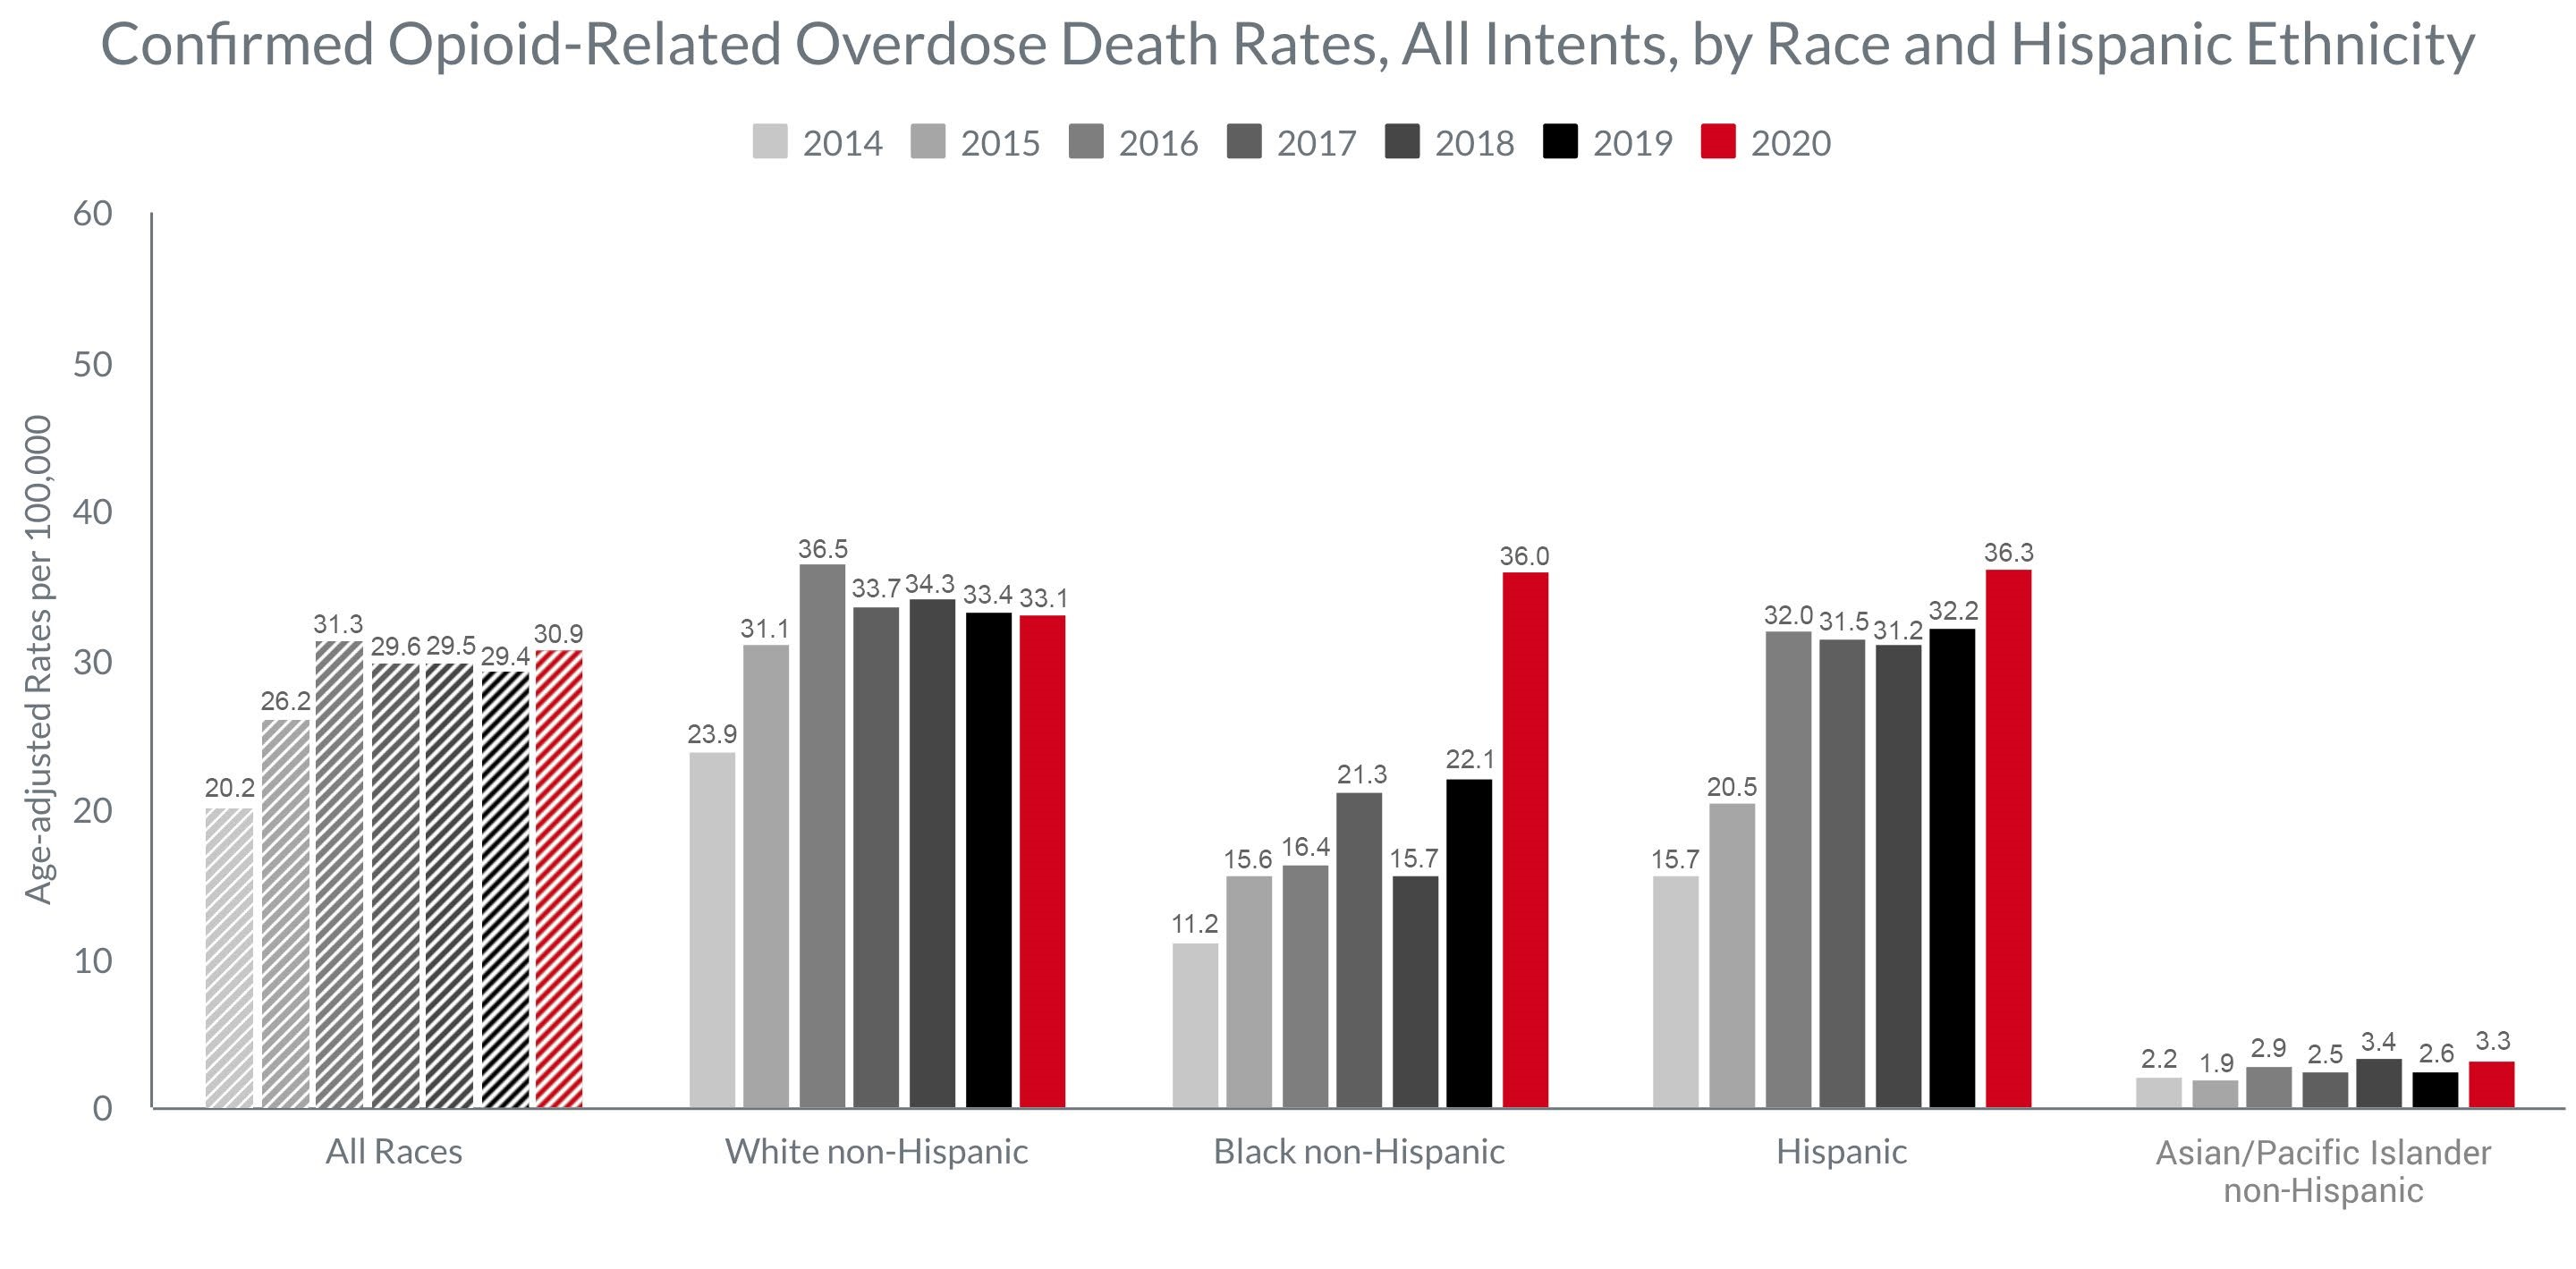 Confirmed Opioid-Related Overdose Death Rates, All Intents, by Race and Hispanic Ethnicity
2014 2015 2016 2017 2018 2019 2020
Age-adjusted Rates per 100,000
60
50
40
30
20
10
0
20.2 26.2 31.3 29.6 29.5 29.4 30.9
23.9 31.1 36.5 33.7 34.3 33.4 33.1
11.2 15.6 16.4 21.3 15.7 22.1 36.0
15.7 20.5 32.0 31.5 31.2 32.2 36.3
2.2 1.9 2.9 2.5 3.4 2.6 3.3
All Races
White non-Hispanic
Black non-Hispanic
Hispanic
Asian/Pacific Islander
non-Hispanic